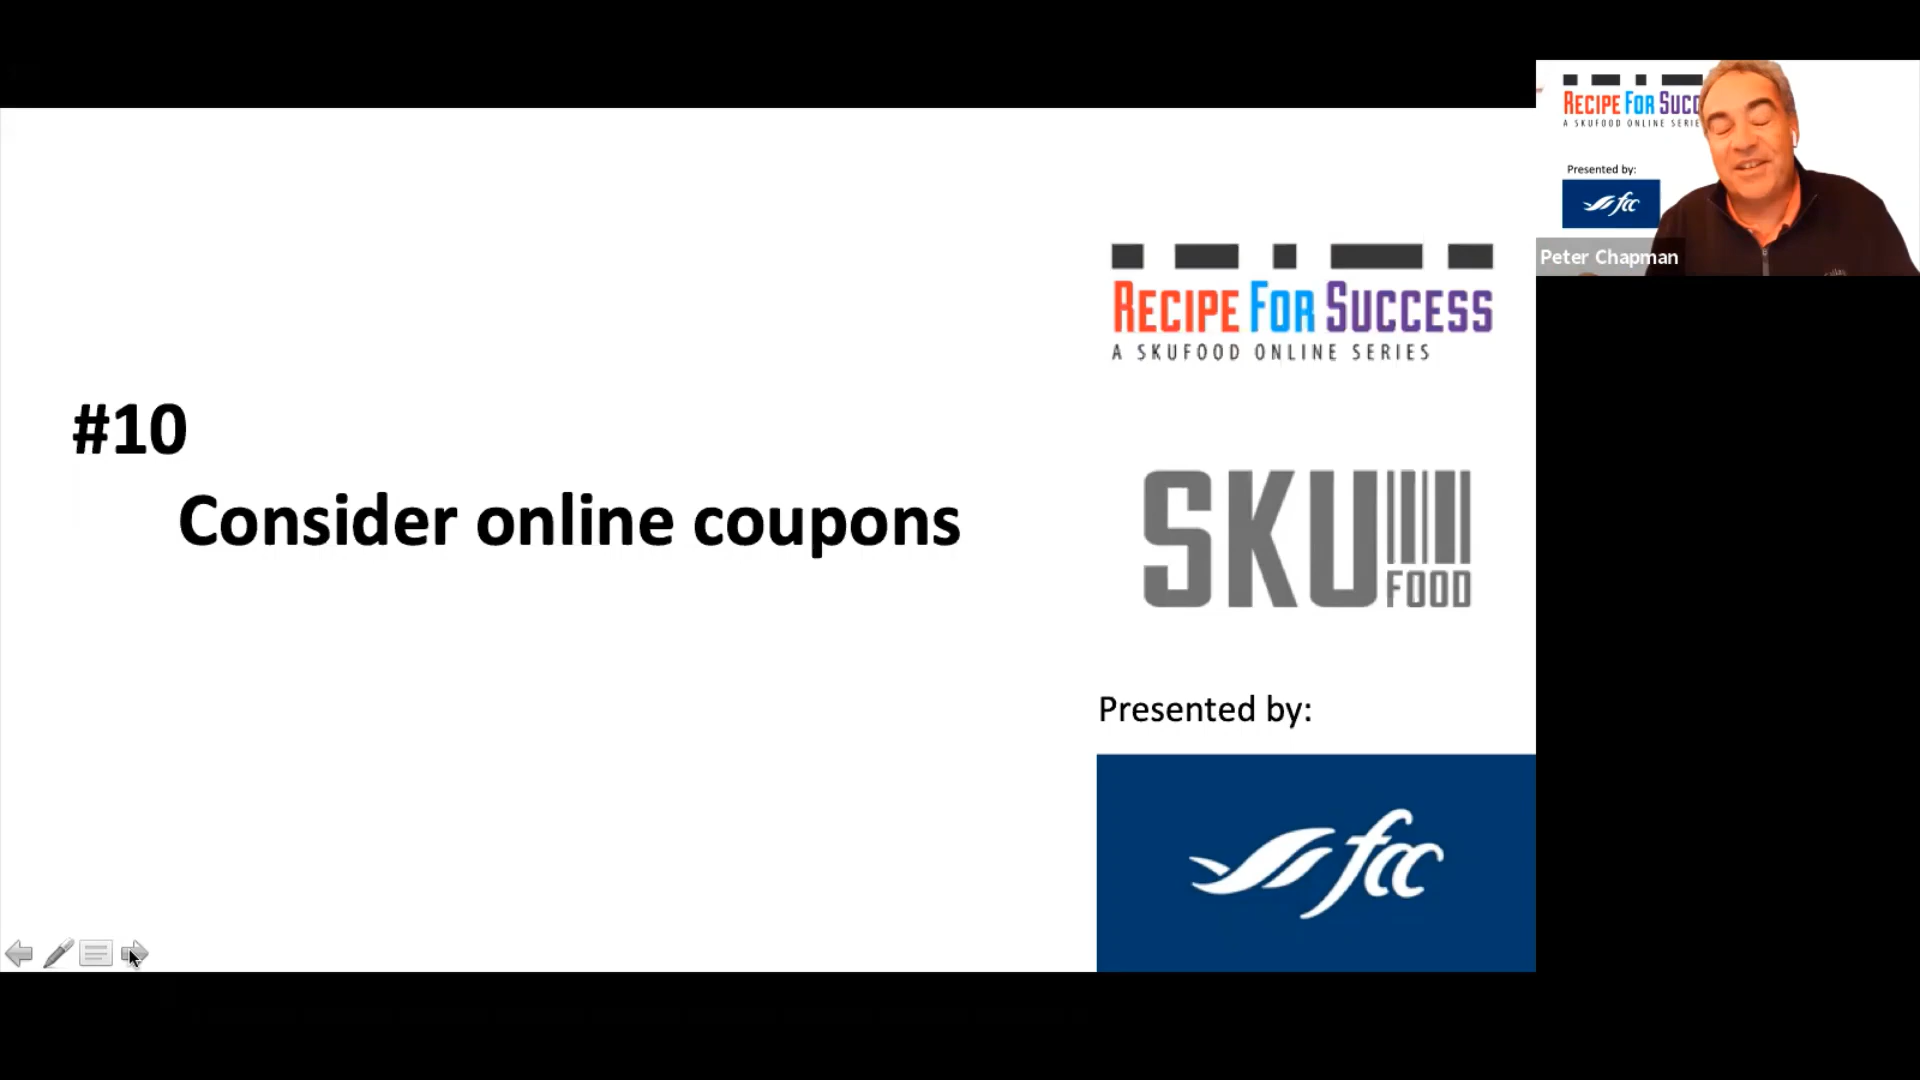 #10
Consider online coupons
RECIPE FOR SUCCESS
A SKUFOOD ONLINE SERIES
SKU
FOOD
Presented by:
fcc
RECIPE FOR SUCC
A SKUFOOD ONLINE SERIE
Presented by:
fcc
Peter Chapman